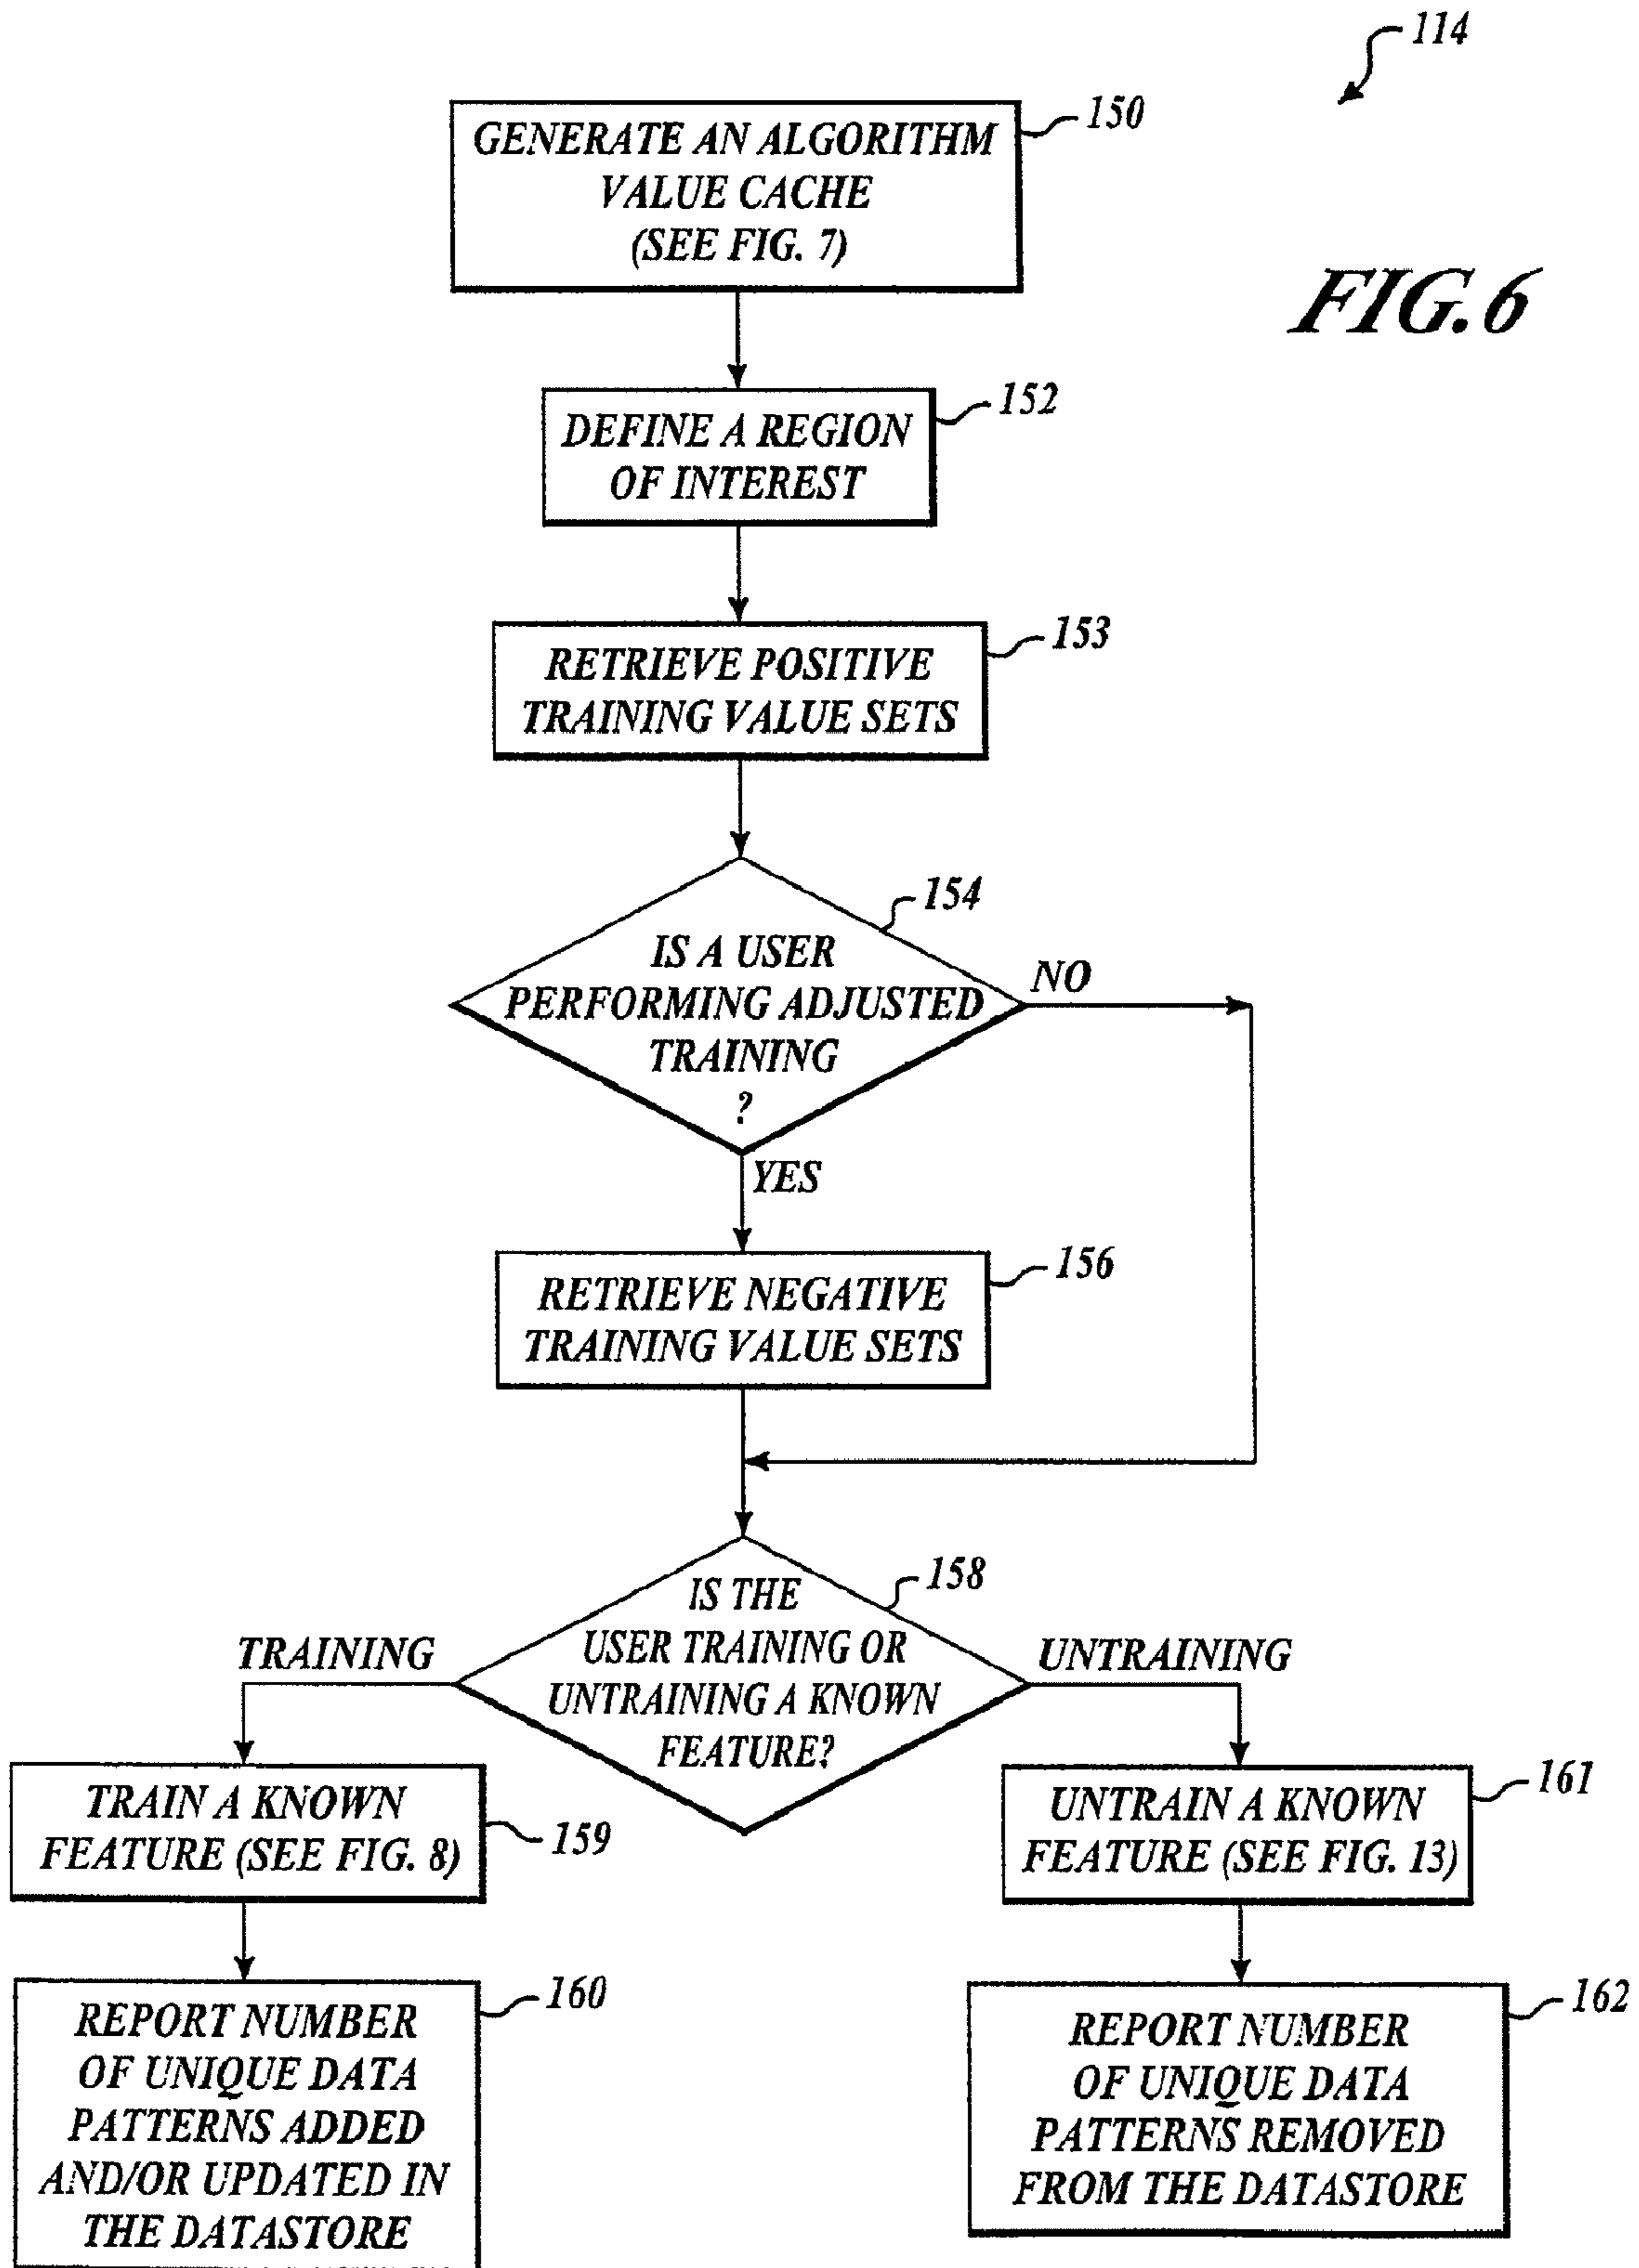 114
GENERATE AN ALGORITHM
VALUE CACHE
(SEE FIG. 7)
150
FIG. 6
DEFINE A REGION
OF INTEREST
152
RETRIEVE POSITIVE
TRAINING VALUE SETS
153
IS A USER
PERFORMING ADJUSTED
TRAINING
?
154
NO
YES
RETRIEVE NEGATIVE
TRAINING VALUE SETS
156
IS THE
USER TRAINING OR
UNTRAINING A KNOWN
FEATURE?
158
TRAINING
UNTRAINING
TRAIN A KNOWN
FEATURE (SEE FIG. 8)
159
UNTRAIN A KNOWN
FEATURE (SEE FIG. 13)
161
REPORT NUMBER
OF UNIQUE DATA
PATTERNS ADDED
AND/OR UPDATED IN
THE DATASTORE
160
REPORT NUMBER
OF UNIQUE DATA
PATTERNS REMOVED
FROM THE DATASTORE
162